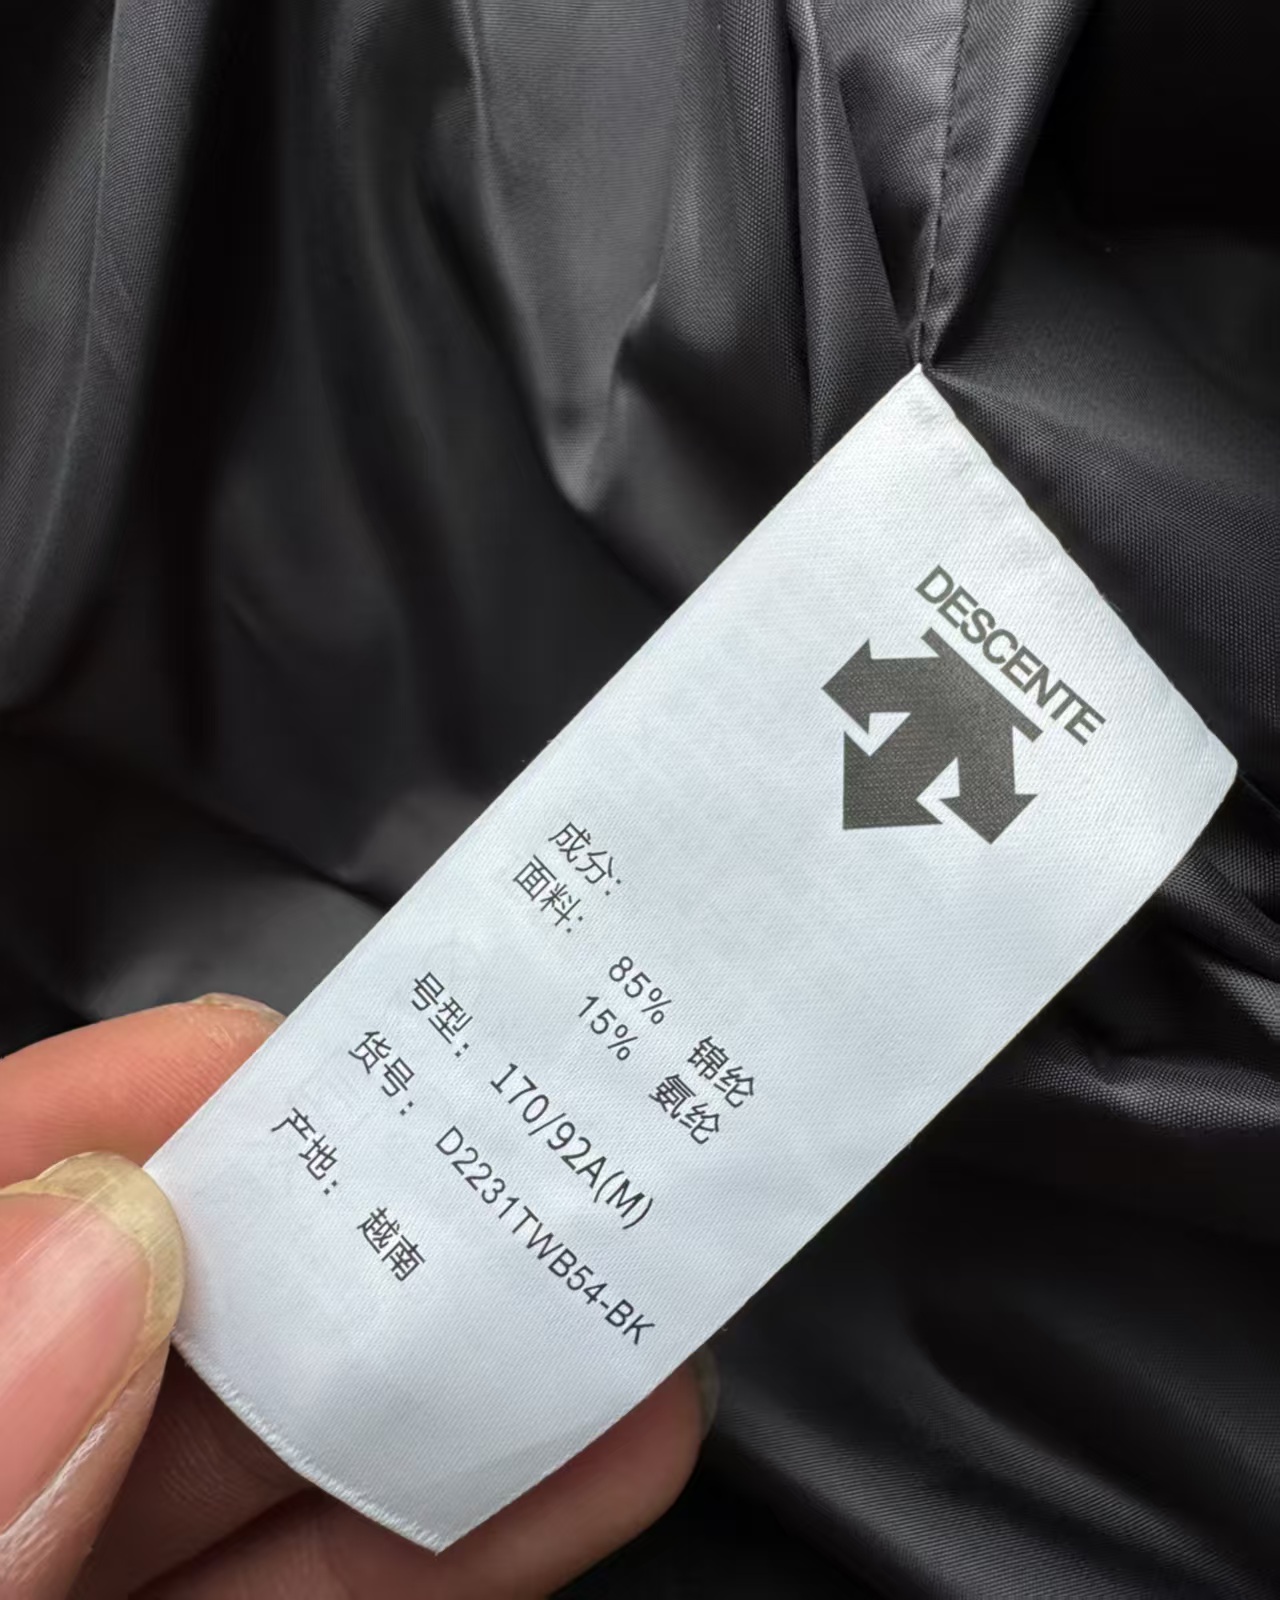 DESCENTE
成分:
面料:
85% 锦纶
15% 氨纶
号型: 170/92A(M)
货号: D2231TWB54-BK
产地: 越南